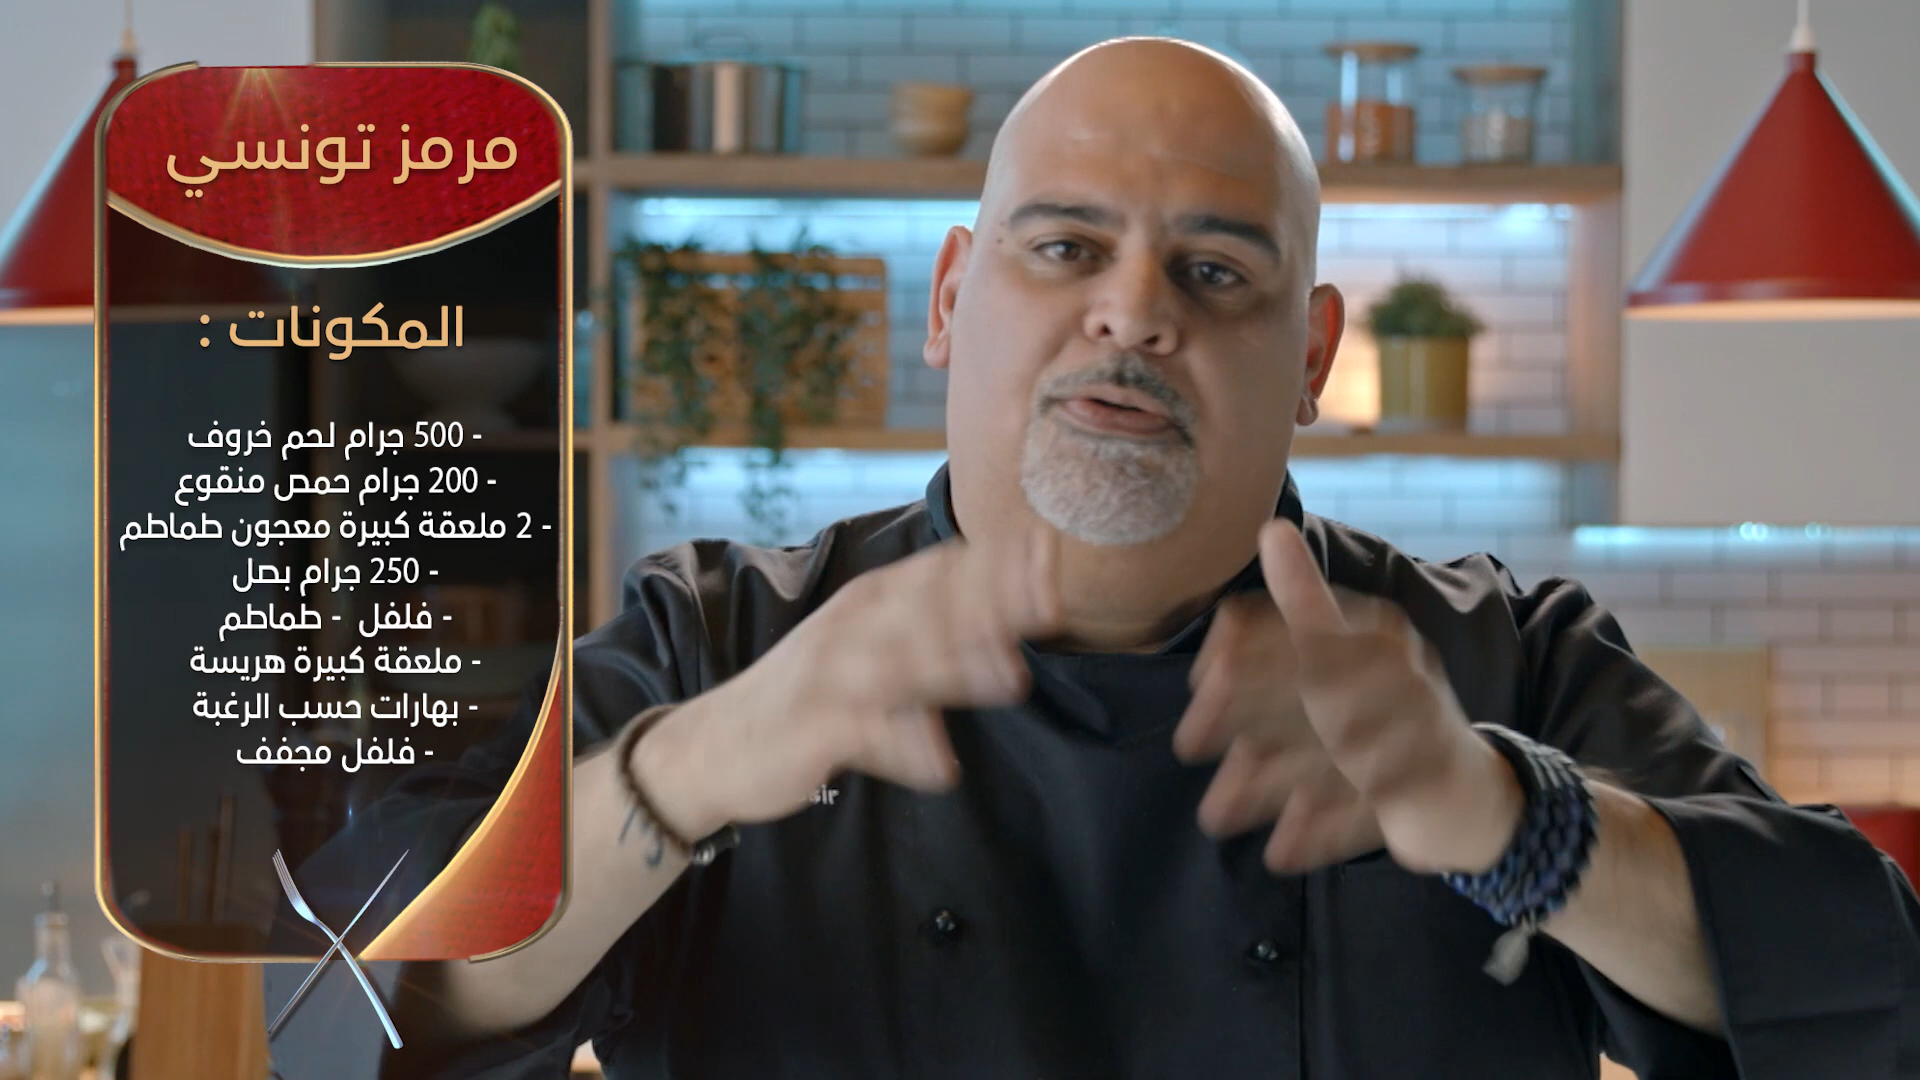 مرمز تونسي
المكونات :
- 500 جرام لحم خروف
- 200 جرام حمص منقوع
- 2 ملعقة كبيرة معجون طماطم
- 250 جرام بصل
- فلفل - طماطم
- ملعقة كبيرة هريسة
- بهارات حسب الرغبة
- فلفل مجفف